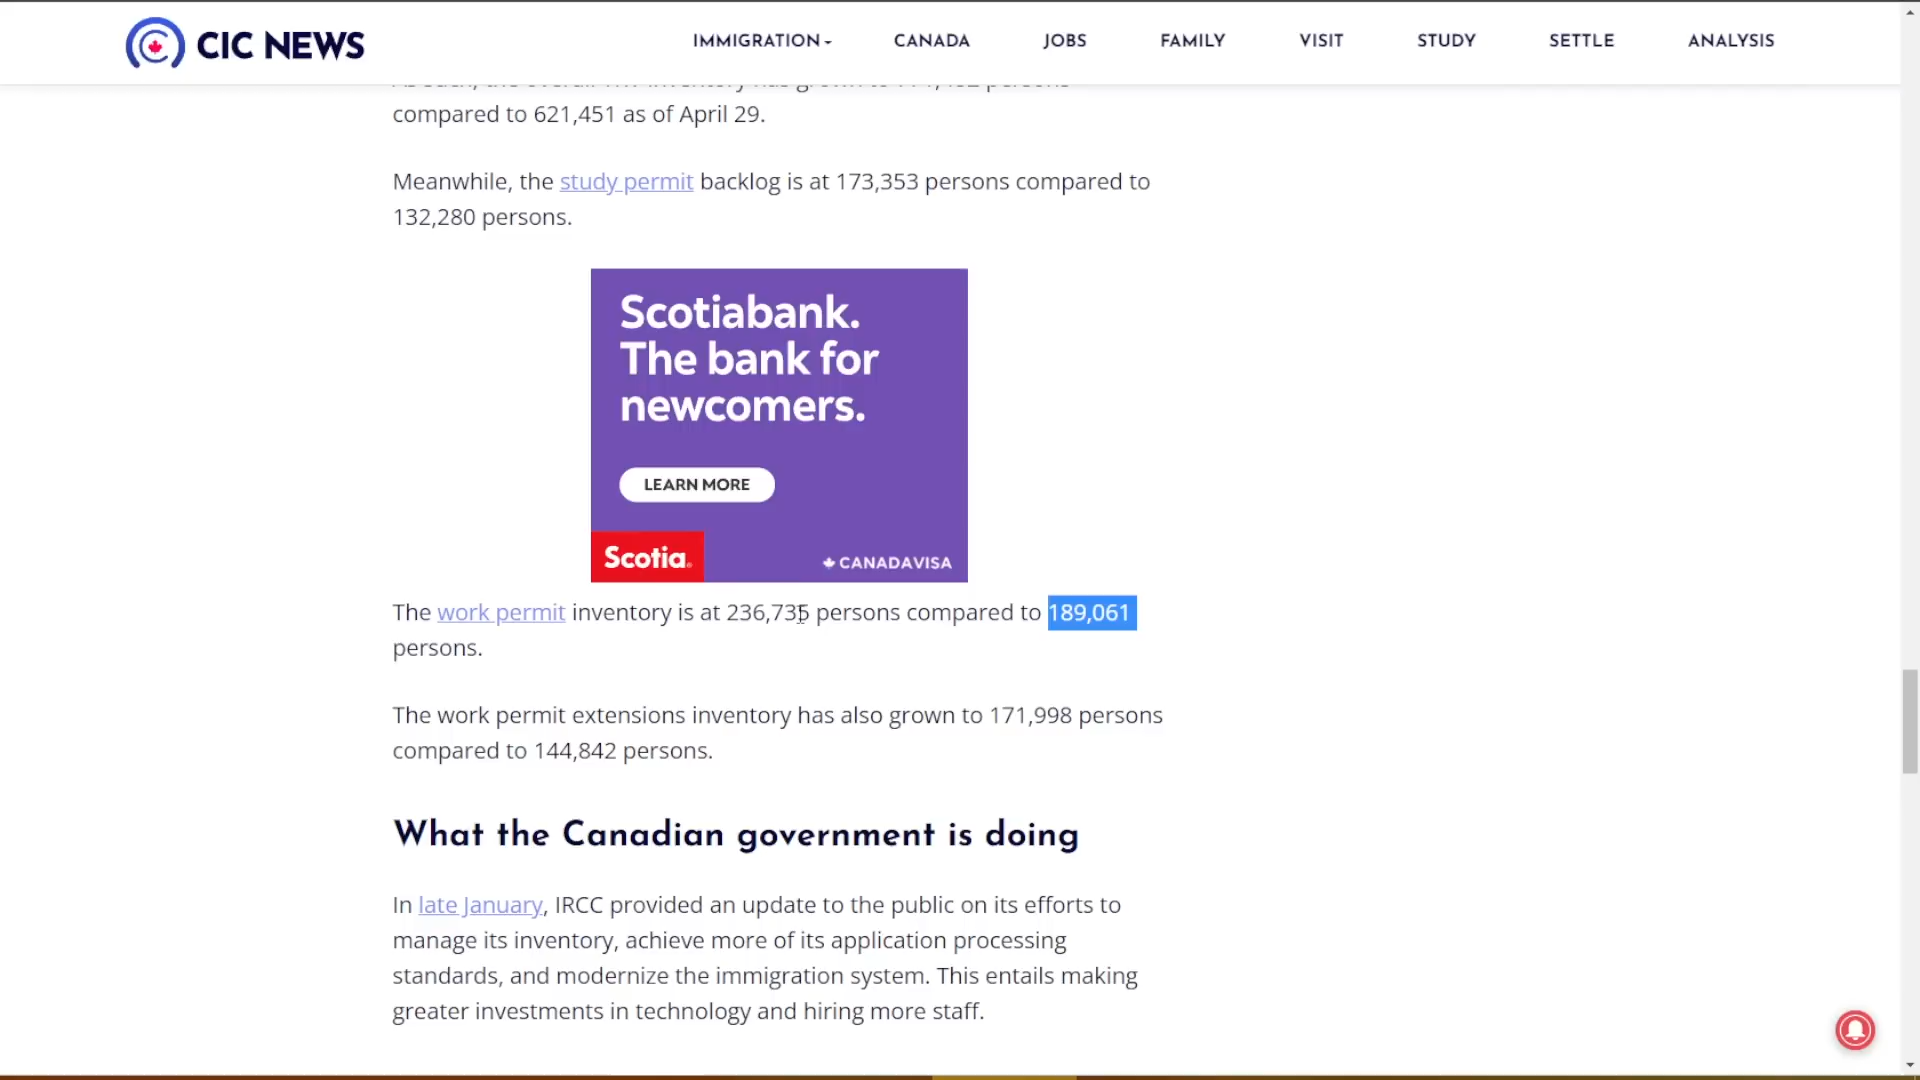 CIC NEWS
IMMIGRATION CANADA JOBS FAMILY VISIT STUDY SETTLE ANALYSIS
compared to 621,451 as of April 29.
Meanwhile, the study permit backlog is at 173,353 persons compared to
132,280 persons.
Scotiabank.
The bank for
newcomers.
LEARN MORE
Scotia.
CANADAVISA
The work permit inventory is at 236,735 persons compared to 189,061
persons.
The work permit extensions inventory has also grown to 171,998 persons
compared to 144,842 persons.
What the Canadian government is doing
In late January, IRCC provided an update to the public on its efforts to
manage its inventory, achieve more of its application processing
standards, and modernize the immigration system. This entails making
greater investments in technology and hiring more staff.